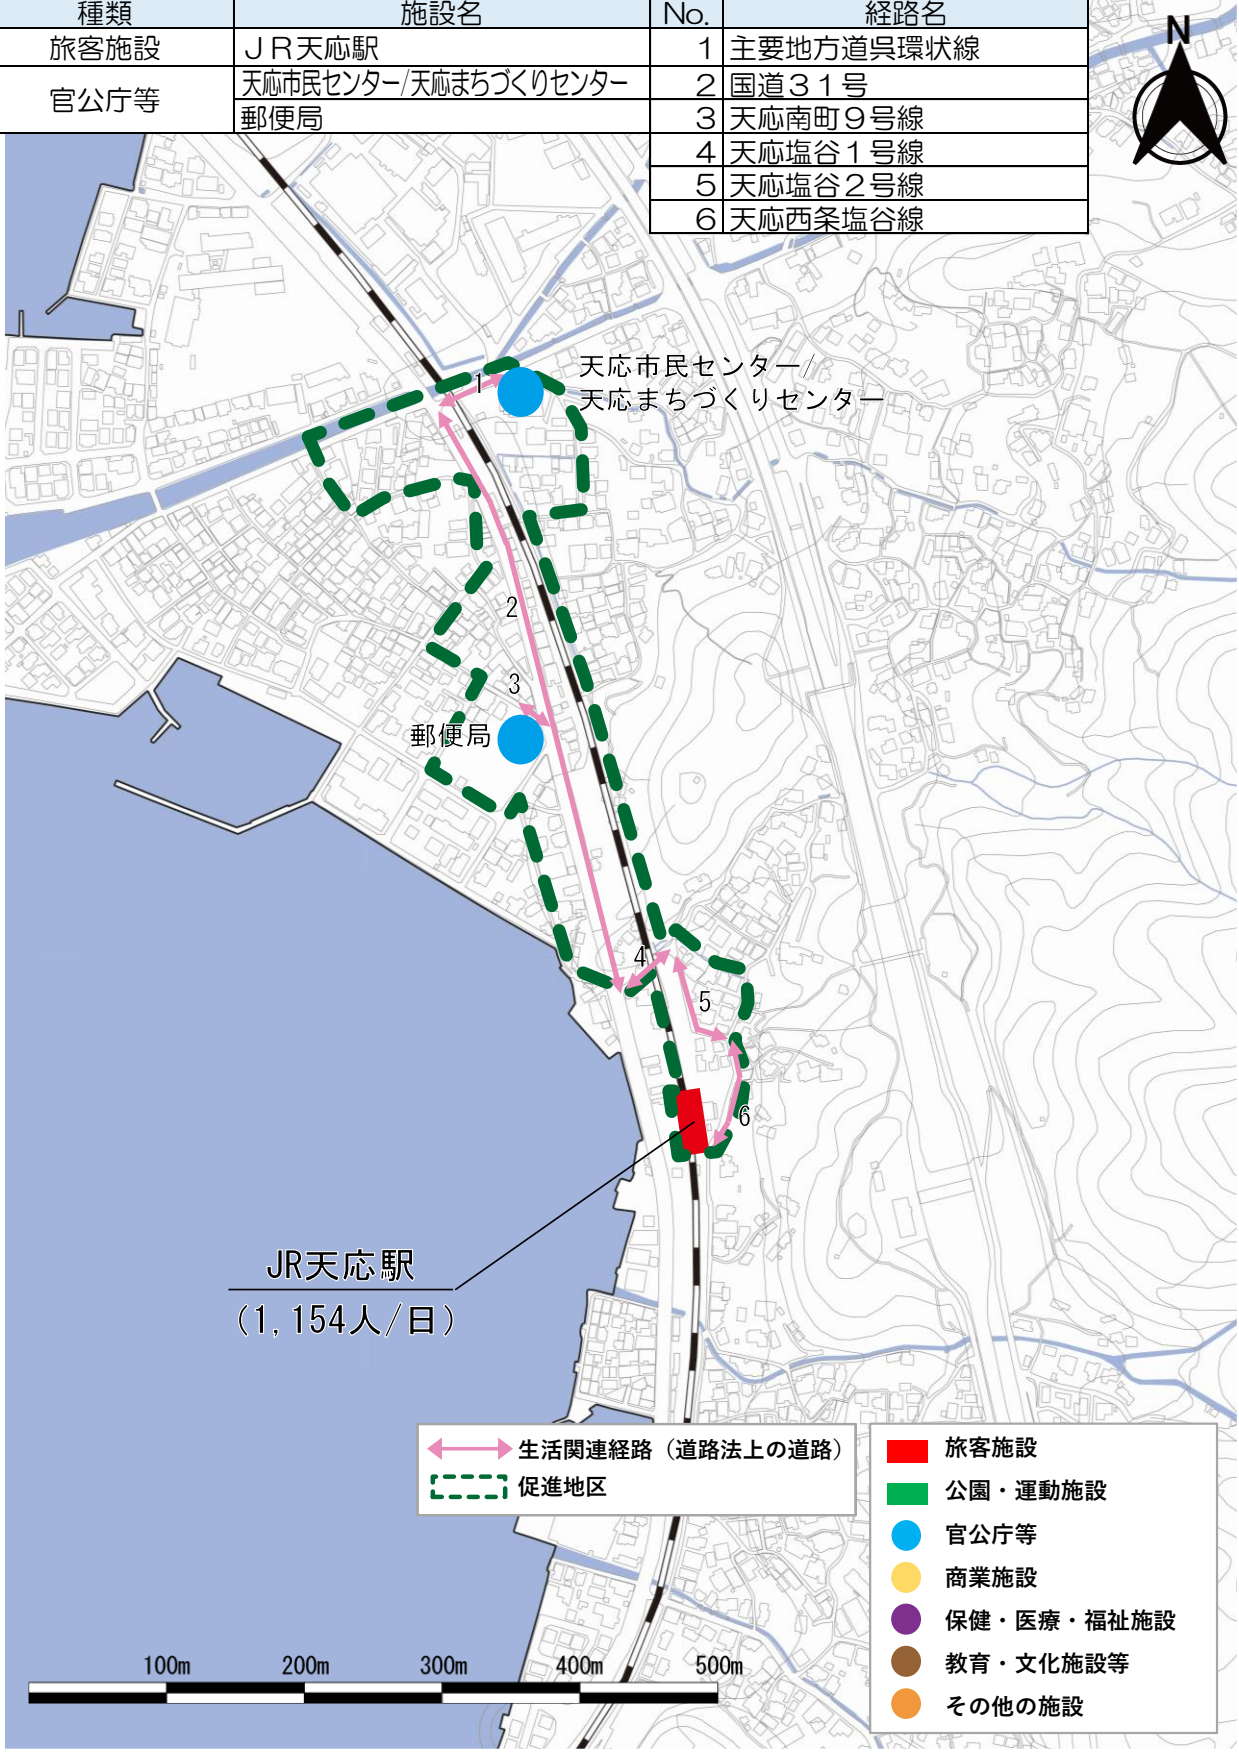 種類 施設名 No. 経路名
旅客施設 ＪＲ天応駅 1 主要地方道呉環状線
官公庁等 天応市民センター/天応まちづくりセンター 2 国道３１号
郵便局 3 天応南町９号線
4 天応塩谷１号線
5 天応塩谷２号線
6 天応西条塩谷線
N
天応市民センター/
天応まちづくりセンター
1
2
3
郵便局
4
5
6
JR天応駅
(1,154人/日)
生活関連経路（道路法上の道路）
促進地区
旅客施設
公園・運動施設
官公庁等
商業施設
保健・医療・福祉施設
教育・文化施設等
その他の施設
100m 200m 300m 400m 500m